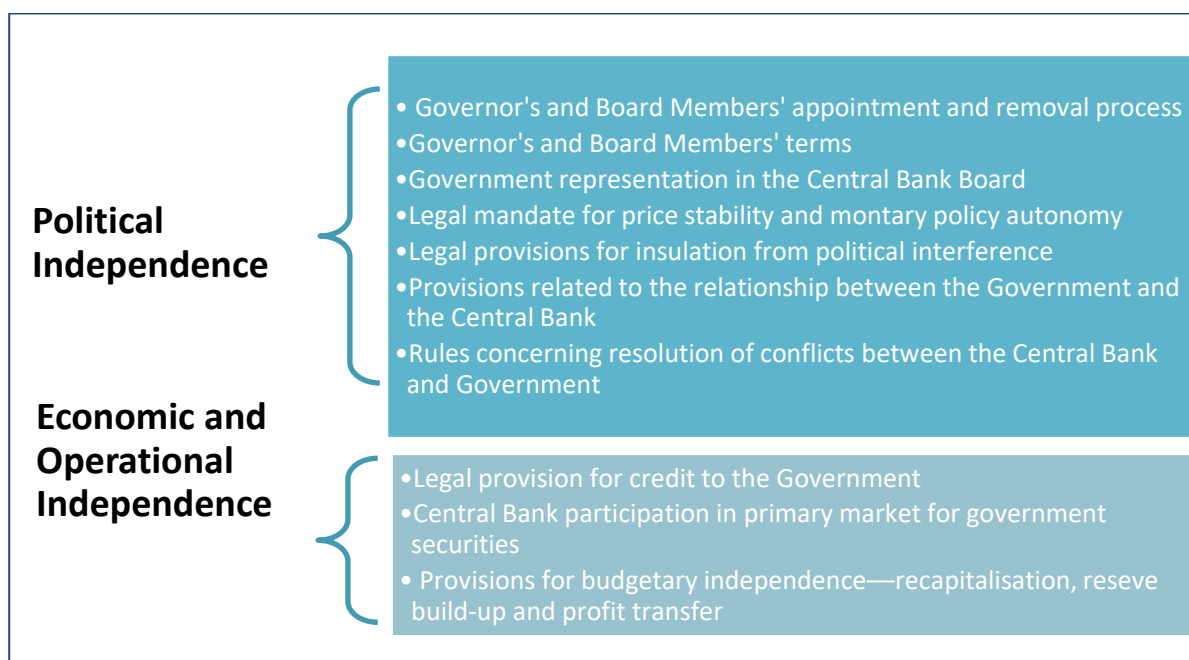 Political
Independence
• Governor's and Board Members' appointment and removal process
•Governor's and Board Members' terms
•Government representation in the Central Bank Board
•Legal mandate for price stability and montary policy autonomy
•Legal provisions for insulation from political interference
•Provisions related to the relationship between the Government and
the Central Bank
•Rules concerning resolution of conflicts between the Central Bank
and Government
Economic and
Operational
Independence
•Legal provision for credit to the Government
•Central Bank participation in primary market for government
securities
• Provisions for budgetary independence—recapitalisation, reseve
build-up and profit transfer